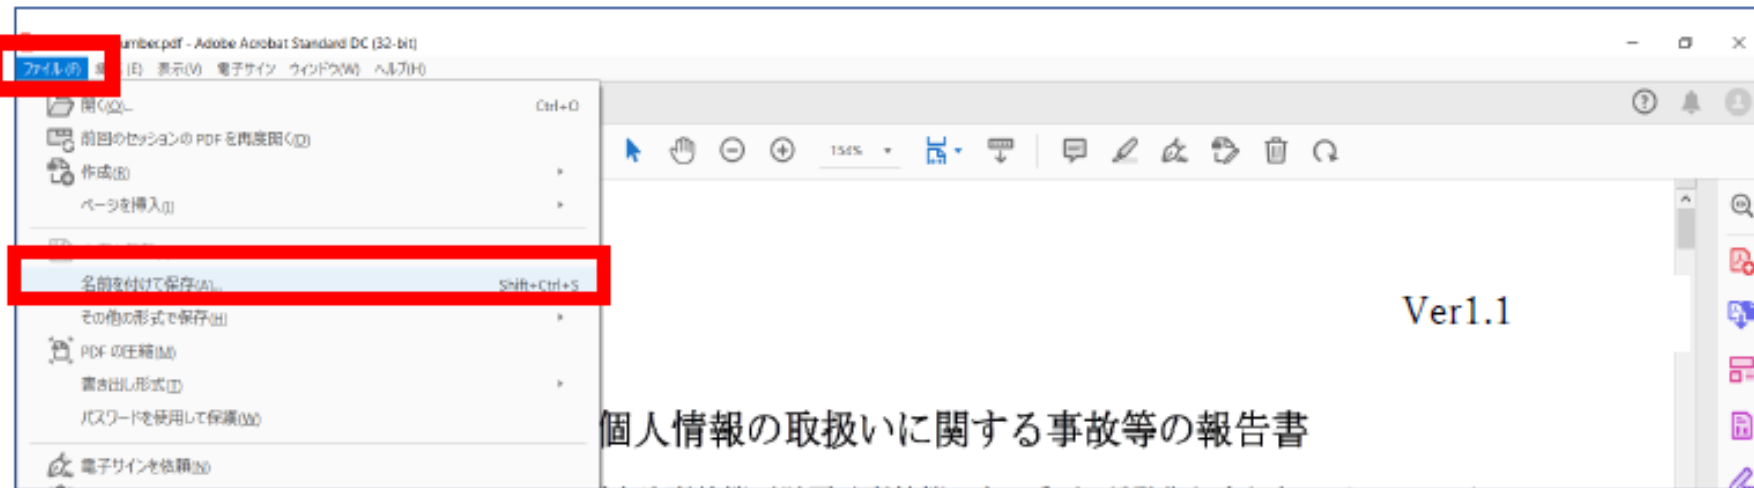 umber.pdf - Adobe Acrobat Standard DC (32-bit)
ファイル(F) (E) 表示(V) 電子サイン ウィンドウ(W) ヘルプ(H)
開く(O)... Ctrl+O
前回のセッションの PDF を再度開く(D)
作成(R)
154%
ページを挿入(I)
名前を付けて保存(A)... Shift+Ctrl+S
その他の形式で保存(H)
Ver1.1
PDF の圧縮(M)
書き出し形式(T)
パスワードを使用して保護(W)
個人情報の取扱いに関する事故等の報告書
電子サインを依頼(N)